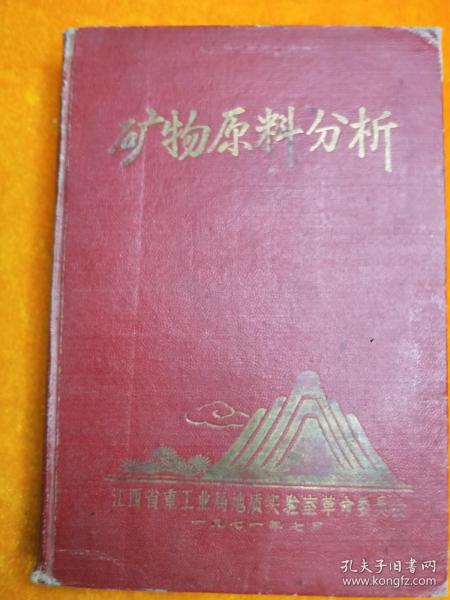 矿物原料分析
江西省重工业局地质实验室革命委员会
一九七一年七月
孔夫子旧书网
www.kongfz.com